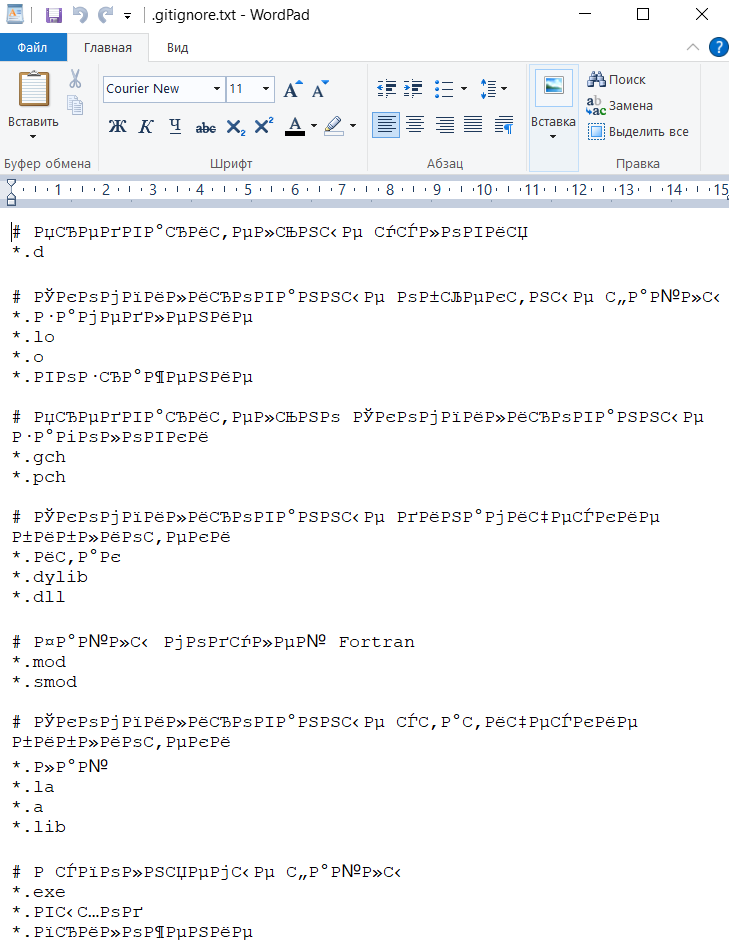 .gitignore.txt - WordPad
Файл Главная Вид
Вставить
Буфер обмена
Courier New 11
Ж К Ч abc X₂ X² A
Шрифт
Абзац
Вставка
Поиск
Замена
Выделить все
Правка
1 2 3 4 5 6 7 8 9 10 11 12 13 14 15
# РџСЂРµРґРІР°СЂРёС‚РµР»СЊРЅС‹Рµ СѓСЃР»РѕРІРёСЏ
*.d
# РЎРєРѕРјРїРёР»РёСЂРѕРІР°РЅРЅС‹Рµ РѕР±СЉРµРєС‚РЅС‹Рµ С„Р°Р№Р»С‹
*.Р·Р°РјРµРґР»РµРЅРёРµ
*.lo
*.o
*.РІРѕР·СЂР°Р¶РµРЅРёРµ
# РџСЂРµРґРІР°СЂРёС‚РµР»СЊРЅРѕ РЎРєРѕРјРїРёР»РёСЂРѕРІР°РЅРЅС‹Рµ
Р·Р°РіРѕР»РѕРІРєРё
*.gch
*.pch
# РЎРєРѕРјРїРёР»РёСЂРѕРІР°РЅРЅС‹Рµ РґРёРЅР°РјРёС‡РµСЃРєРёРµ
Р±РёР±Р»РёРѕС‚РµРєРё
*.РёС‚Р°Рє
*.dylib
*.dll
# Р¤Р°Р№Р»С‹ РјРѕРґСѓР»РµР№ Fortran
*.mod
*.smod
# РЎРєРѕРјРїРёР»РёСЂРѕРІР°РЅРЅС‹Рµ СЃС‚Р°С‚РёС‡РµСЃРєРёРµ
Р±РёР±Р»РёРѕС‚РµРєРё
*.Р»Р°Р№
*.la
*.a
*.lib
# Р СЃРїРѕР»РЅСЏРµРјС‹Рµ С„Р°Р№Р»С‹
*.exe
*.РІС‹С…РѕРґ
*.РїСЂРёР»РѕР¶РµРЅРёРµ